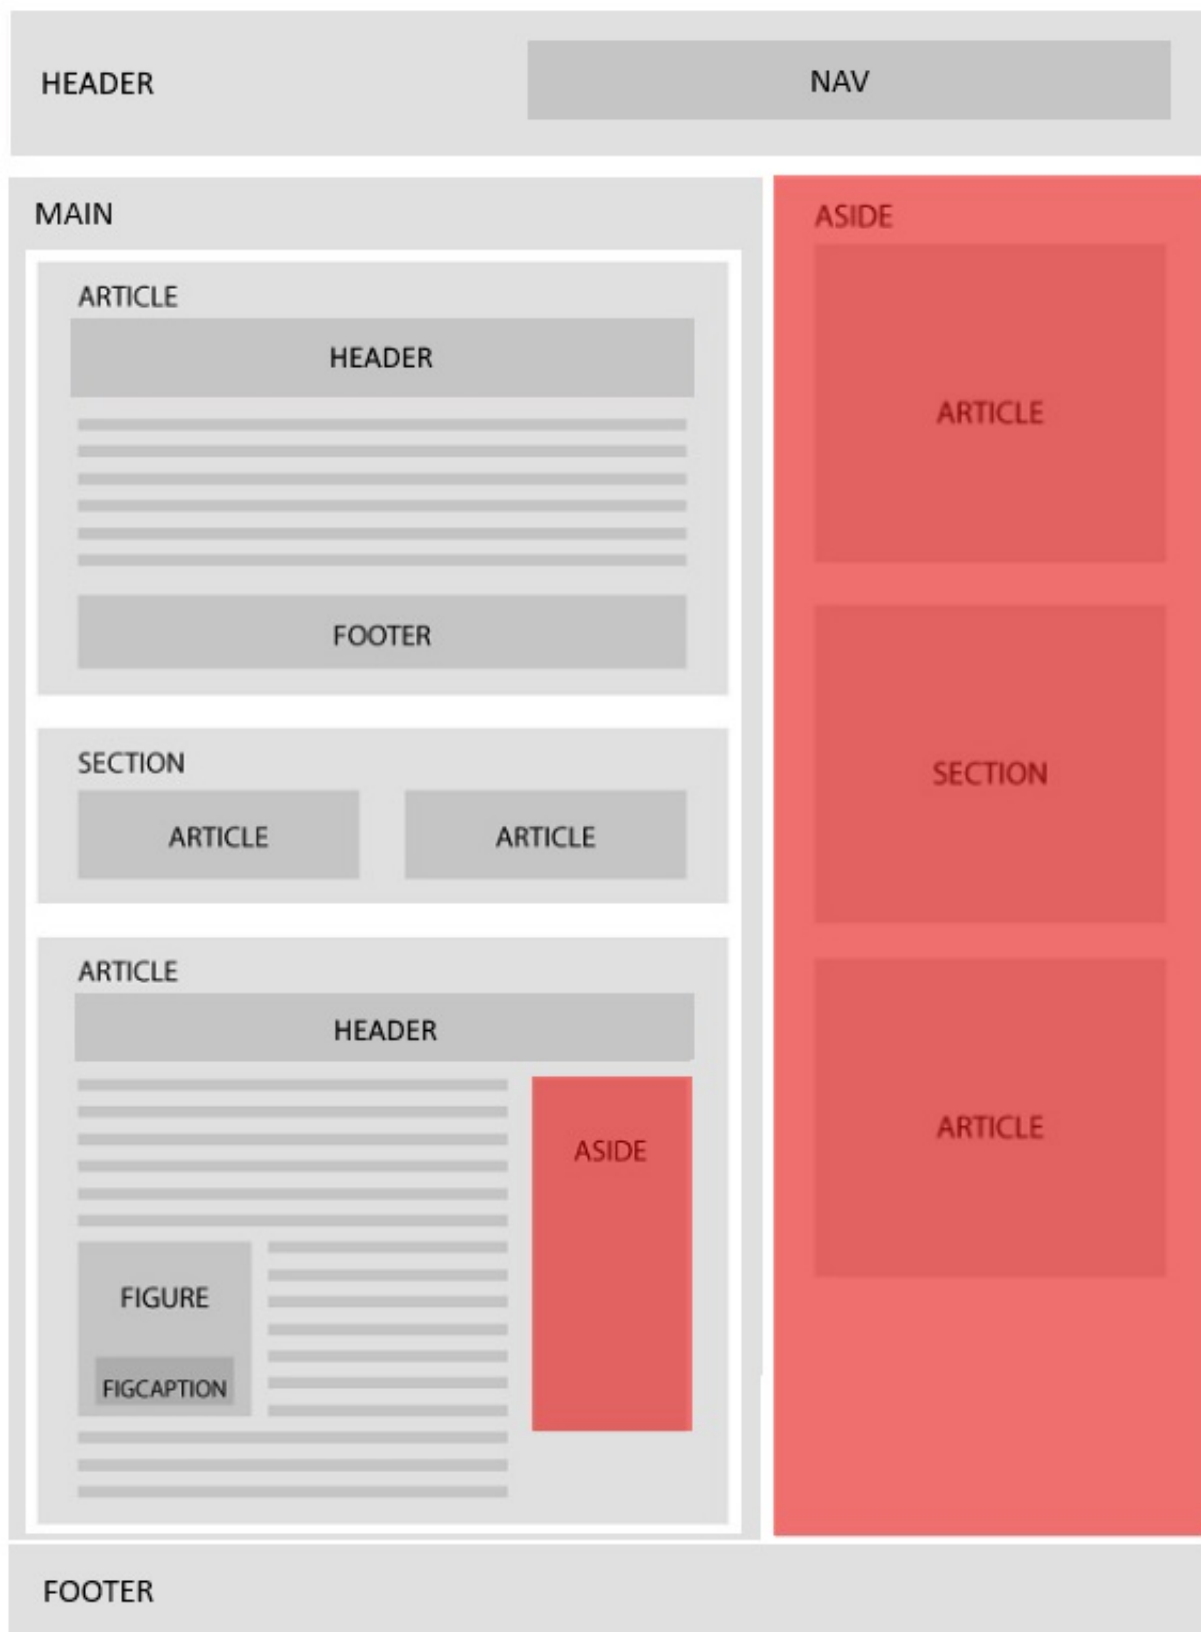 HEADER
NAV
MAIN
ARTICLE
HEADER
FOOTER
SECTION
ARTICLE
ARTICLE
ARTICLE
HEADER
ASIDE
FIGURE
FIGCAPTION
ASIDE
ARTICLE
SECTION
ARTICLE
FOOTER